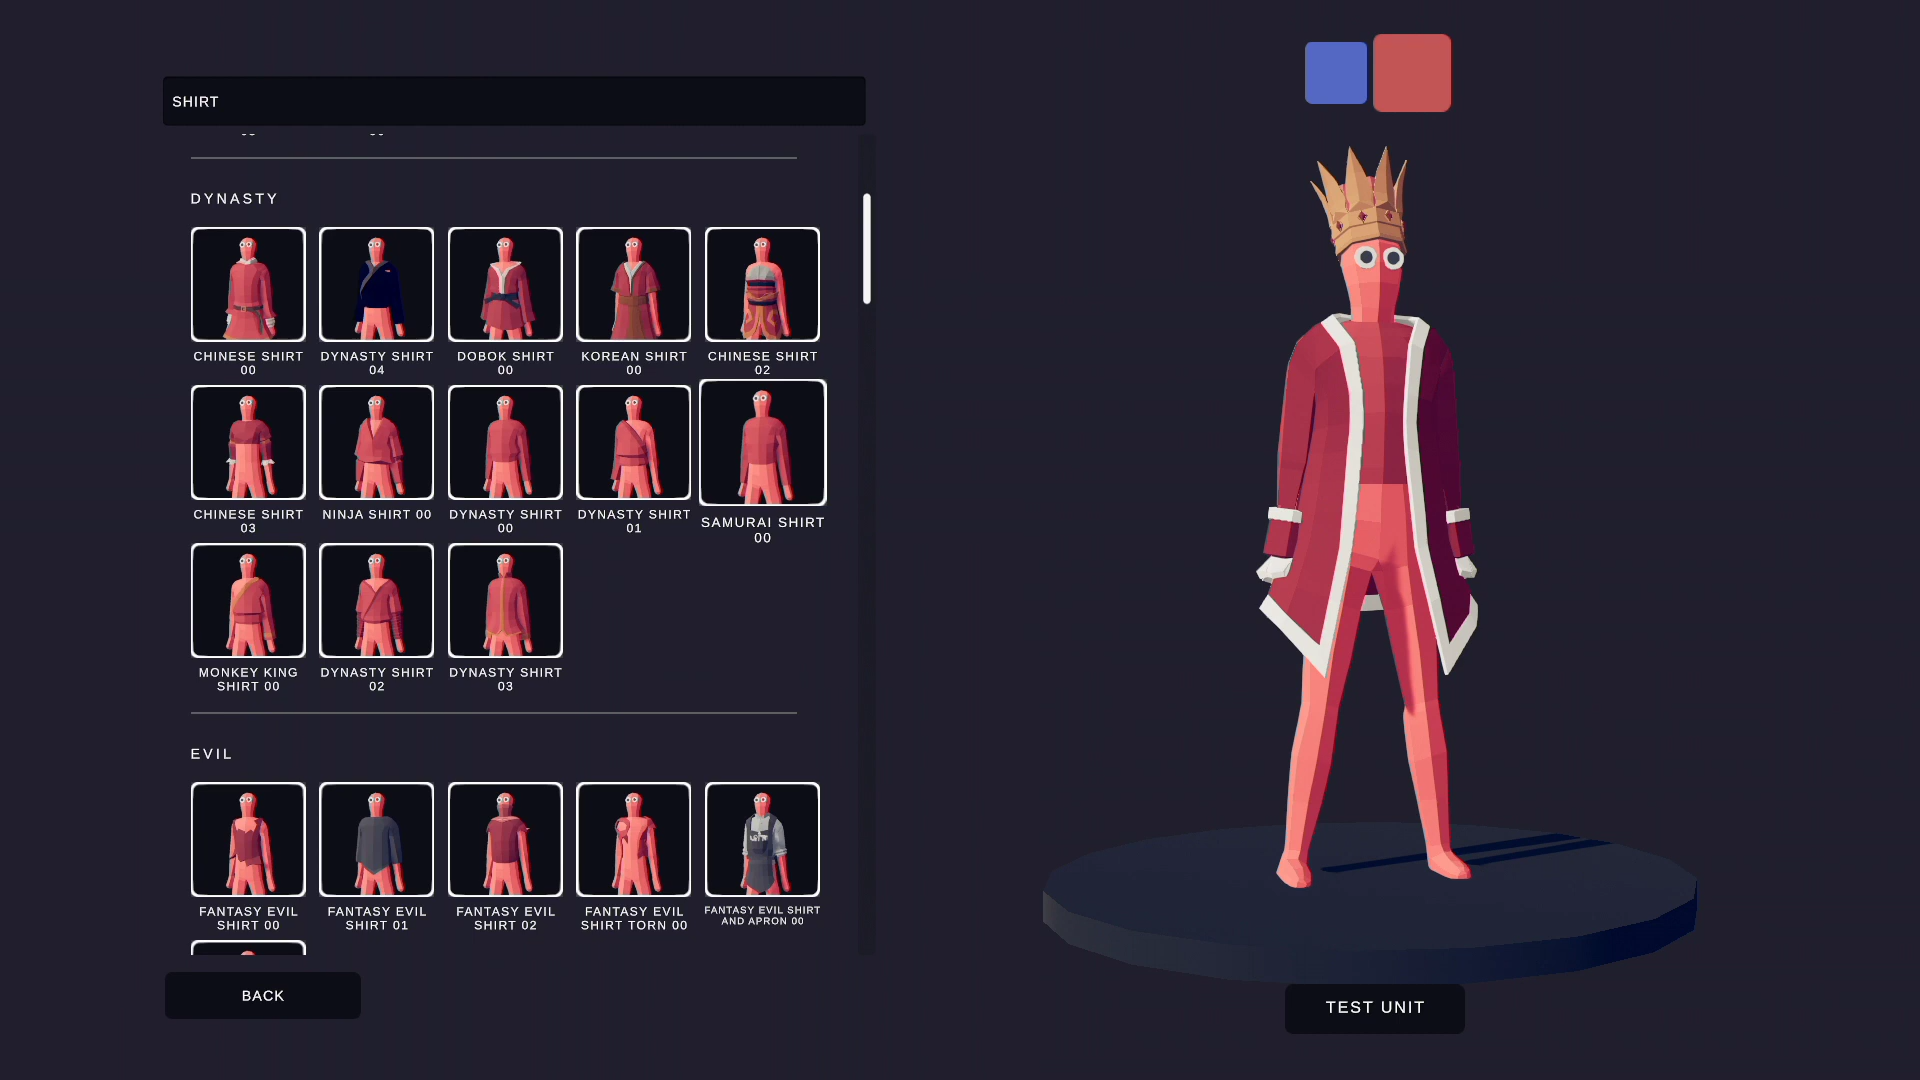 SHIRT
DYNASTY
CHINESE SHIRT
00
DYNASTY SHIRT
04
DOBOK SHIRT
00
KOREAN SHIRT
00
CHINESE SHIRT
02
CHINESE SHIRT
03
NINJA SHIRT 00
DYNASTY SHIRT
00
DYNASTY SHIRT
01
SAMURAI SHIRT
00
MONKEY KING
SHIRT 00
DYNASTY SHIRT
02
DYNASTY SHIRT
03
EVIL
FANTASY EVIL
SHIRT 00
FANTASY EVIL
SHIRT 01
FANTASY EVIL
SHIRT 02
FANTASY EVIL
SHIRT TORN 00
FANTASY EVIL SHIRT
AND APRON 00
BACK
TEST UNIT